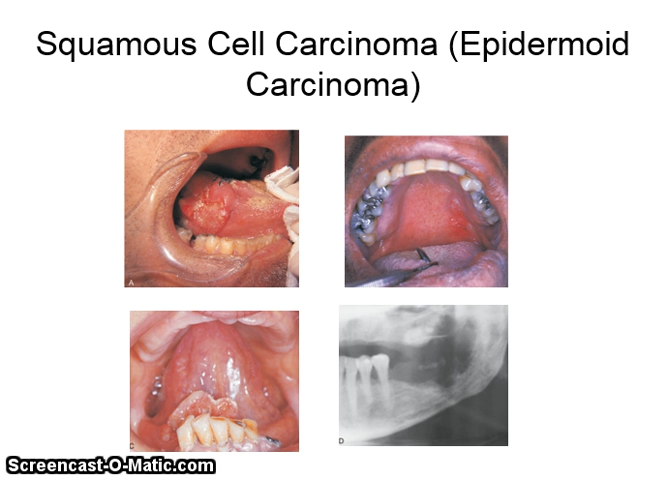 Squamous Cell Carcinoma (Epidermoid
Carcinoma)
A
C
D
Screencast-O-Matic.com